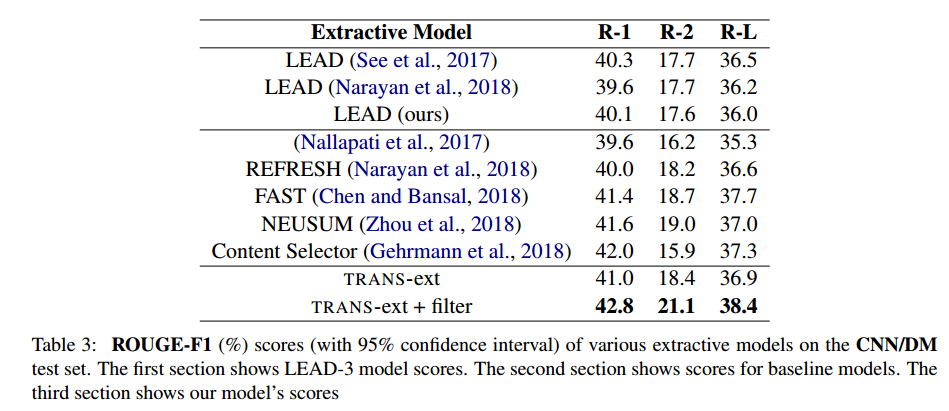 Extractive Model R-1 R-2 R-L
LEAD (See et al., 2017) 40.3 17.7 36.5
LEAD (Narayan et al., 2018) 39.6 17.7 36.2
LEAD (ours) 40.1 17.6 36.0
(Nallapati et al., 2017) 39.6 16.2 35.3
REFRESH (Narayan et al., 2018) 40.0 18.2 36.6
FAST (Chen and Bansal, 2018) 41.4 18.7 37.7
NEUSUM (Zhou et al., 2018) 41.6 19.0 37.0
Content Selector (Gehrmann et al., 2018) 42.0 15.9 37.3
TRANS-ext 41.0 18.4 36.9
TRANS-ext + filter 42.8 21.1 38.4
Table 3: ROUGE-F1 (%) scores (with 95% confidence interval) of various extractive models on the CNN/DM
test set. The first section shows LEAD-3 model scores. The second section shows scores for baseline models. The
third section shows our model's scores